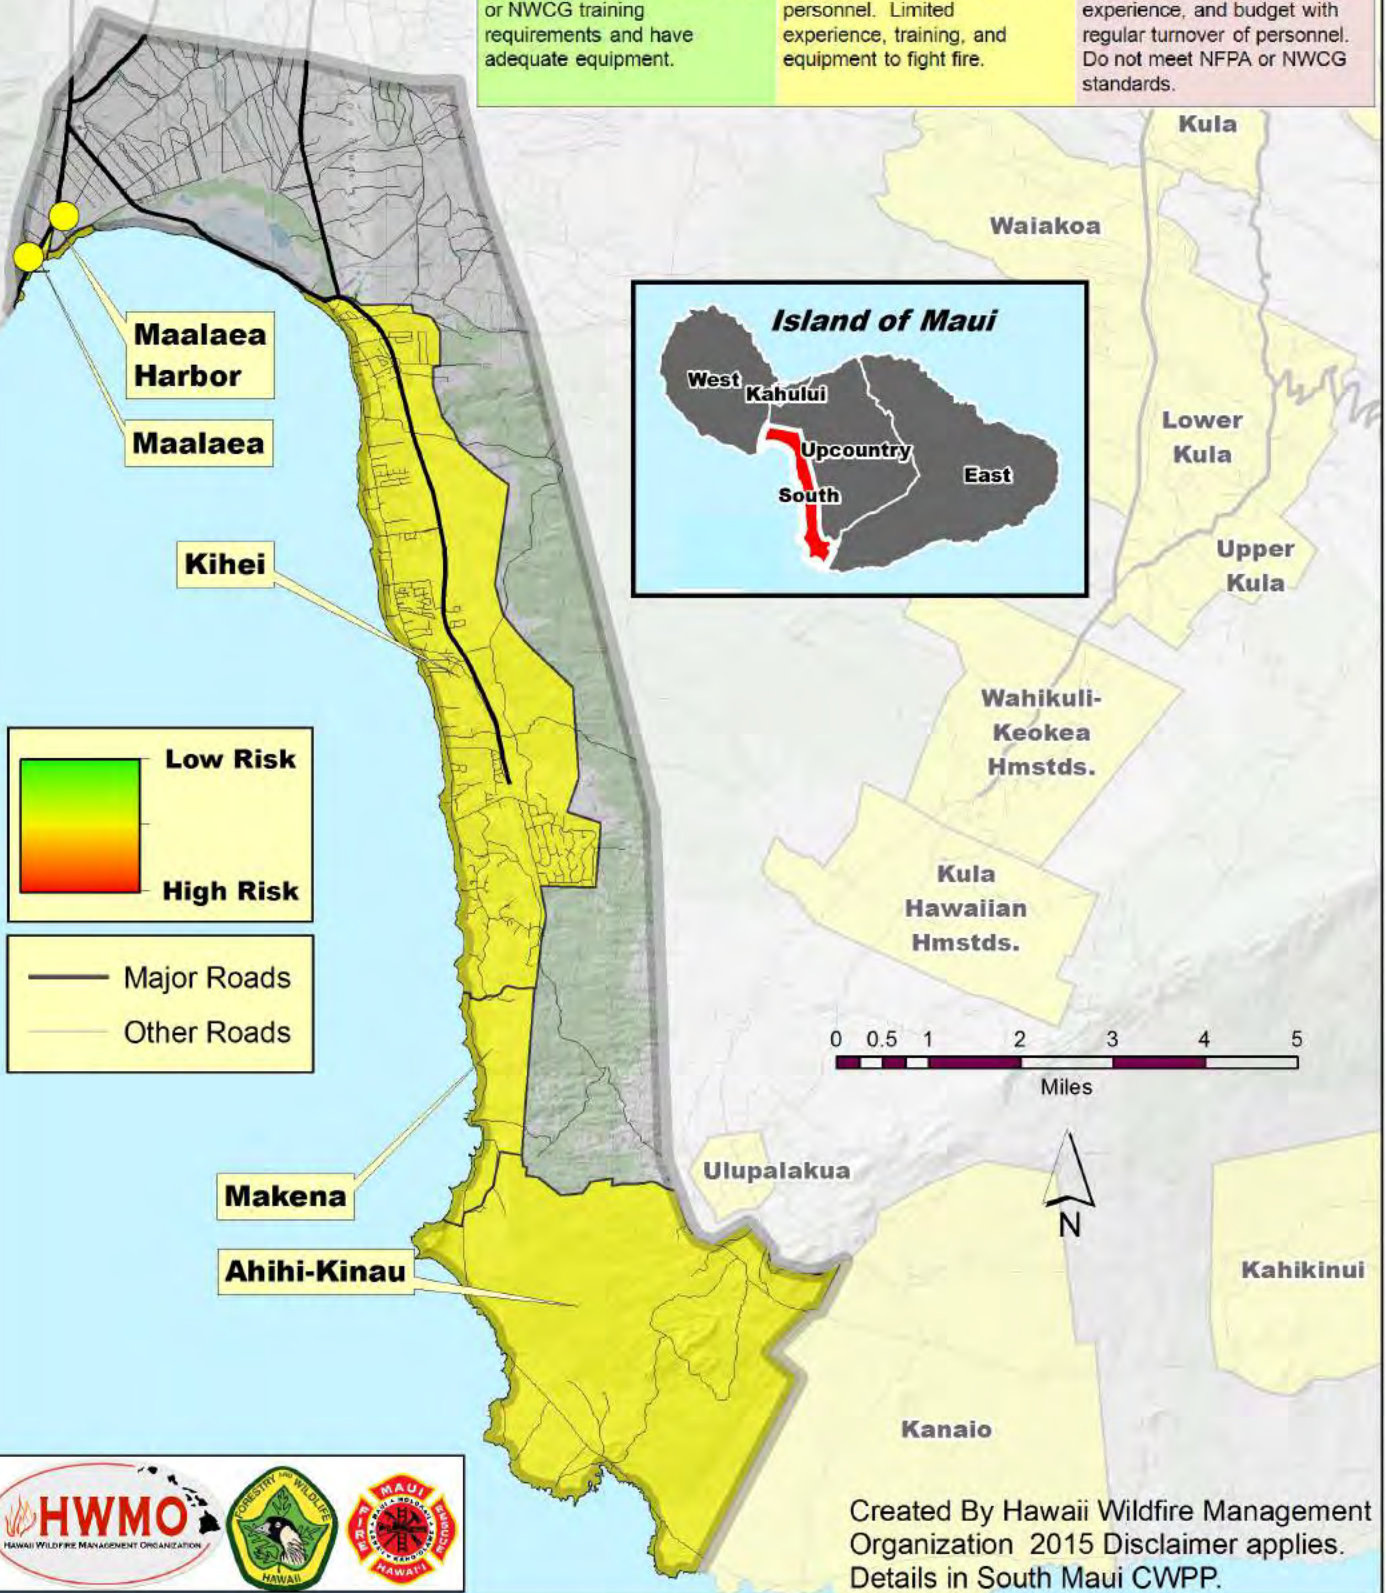 or NWCG training
requirements and have
adequate equipment.
personnel. Limited
experience, training, and
equipment to fight fire.
experience, and budget with
regular turnover of personnel.
Do not meet NFPA or NWCG
standards.
Kula
Waiakoa
Maalaea
Harbor
Maalaea
Island of Maui
West
Kahului
Upcountry
East
South
Lower
Kula
Upper
Kula
Kihei
Wahikuli-
Keokea
Hmstds.
Low Risk
High Risk
Kula
Hawaiian
Hmstds.
Major Roads
Other Roads
0 0.5 1 2 3 4 5
Miles
Ulupalakua
N
Makena
Ahihi-Kinau
Kahikinui
Kanaio
HWMO
HAWAII WILDFIRE MANAGEMENT ORGANIZATION
FORESTRY AND WILDLIFE
HAWAII
MAUI
FIRE
RESCUE
HAWAI'I
Created By Hawaii Wildfire Management
Organization 2015 Disclaimer applies.
Details in South Maui CWPP.